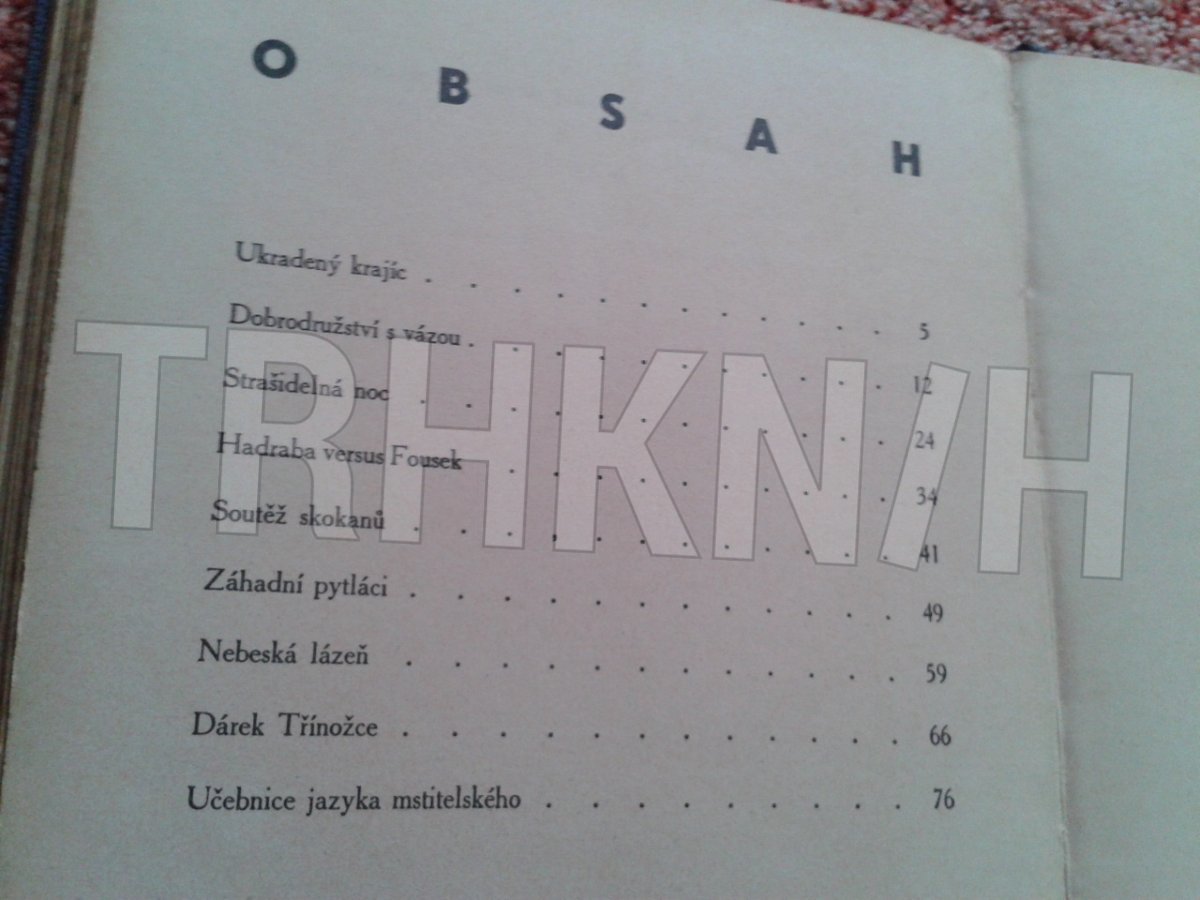 O B S A H
Ukradený krajíc . . . . . . . . . . . . 5
Dobrodružství s vázou . . . . . . . . . . . 12
Strašidelná noc . . . . . . . . . . . . 24
Hadraba versus Fousek . . . . . . . . . . 34
Soutěž skokanů . . . . . . . . . . . . 41
Záhadní pytláci . . . . . . . . . . . . 49
Nebeská lázeň . . . . . . . . . . . . 59
Dárek Třínožce . . . . . . . . . . . . 66
Učebnice jazyka mstitelského . . . . . . . . . 76
TRHKNIH